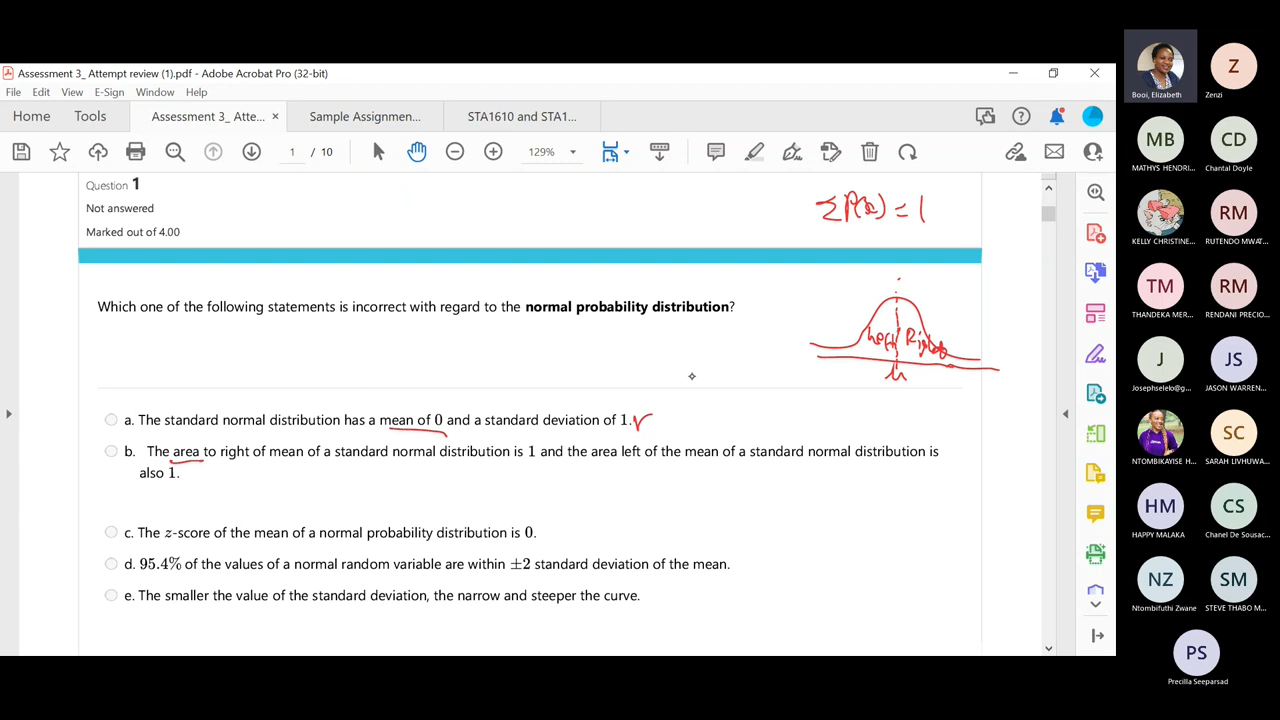 Assessment 3_ Attempt review (1).pdf - Adobe Acrobat Pro (32-bit)
File Edit View E-Sign Window Help
Home Tools Assessment 3_ Atte... × Sample Assignmen... STA1610 and STA1...
1 / 10 129%
Question 1
Not answered
Marked out of 4.00
ΣP(x) = 1
Which one of the following statements is incorrect with regard to the normal probability distribution?
Left Right
μ
a. The standard normal distribution has a mean of 0 and a standard deviation of 1.
b. The area to right of mean of a standard normal distribution is 1 and the area left of the mean of a standard normal distribution is
also 1.
c. The z-score of the mean of a normal probability distribution is 0.
d. 95.4% of the values of a normal random variable are within ±2 standard deviation of the mean.
e. The smaller the value of the standard deviation, the narrow and steeper the curve.
Booi, Elizabeth
Z
Zenzi
MB
MATHYS HENDRI...
CD
Chantal Doyle
KELLY CHRISTINE...
RM
RUTENDO MWAT...
TM
THANDEKA MER...
RM
RENDANI PRECIO...
J
Josephselelo@g...
JS
JASON WARREN...
NTOMBIKAYISE H...
SC
SARAH LIVHUWA...
HM
HAPPY MALAKA
CS
Chanel De Sousac...
NZ
Ntombifuthi Zwane
SM
STEVE THABO M...
PS
Precilla Seeparsad